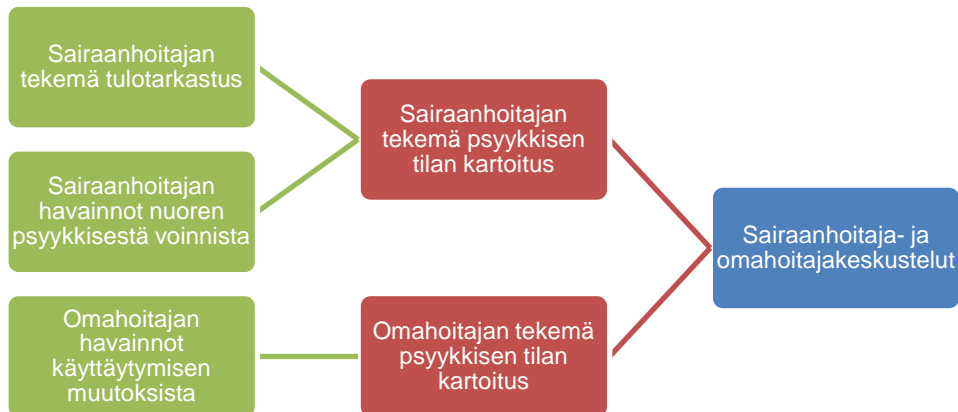 Sairaanhoitajan
tekemä tulotarkastus
Sairaanhoitajan
havainnot nuoren
psyykkisestä voinnista
Omahoitajan
havainnot
käyttäytymisen
muutoksista
Sairaanhoitajan
tekemä psyykkisen
tilan kartoitus
Omahoitajan tekemä
psyykkisen tilan
kartoitus
Sairaanhoitaja- ja
omahoitajakeskustelut